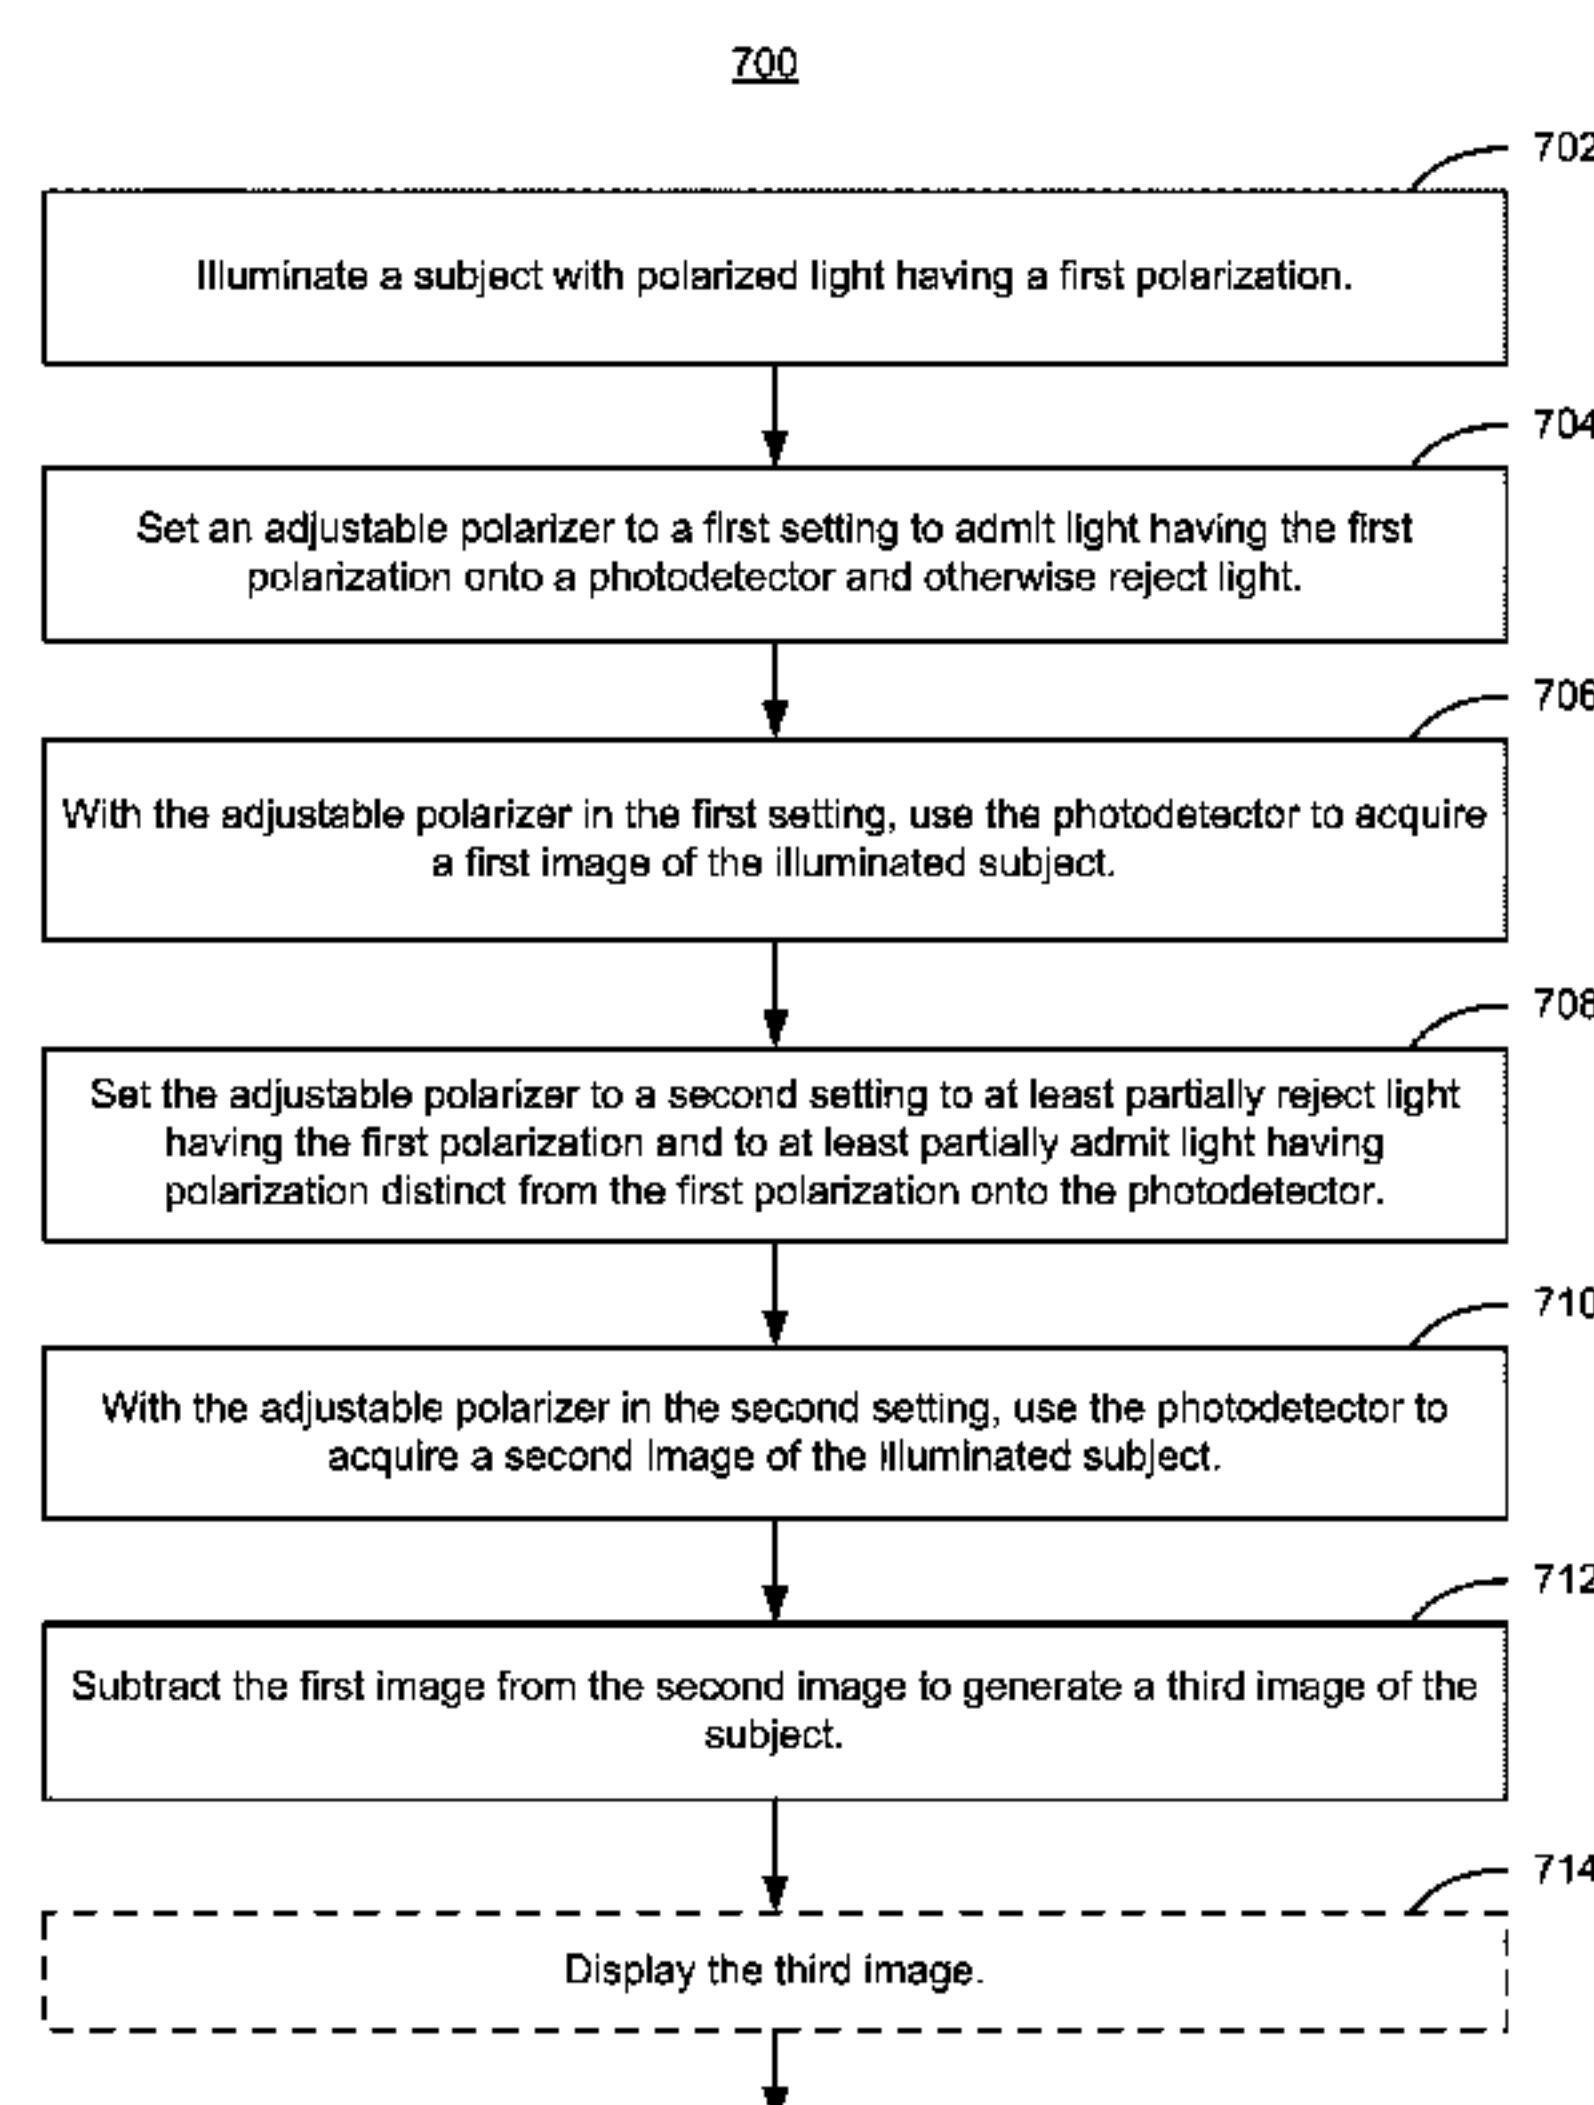 700
702
Illuminate a subject with polarized light having a first polarization.
704
Set an adjustable polarizer to a first setting to admit light having the first
polarization onto a photodetector and otherwise reject light.
706
With the adjustable polarizer in the first setting, use the photodetector to acquire
a first image of the illuminated subject.
708
Set the adjustable polarizer to a second setting to at least partially reject light
having the first polarization and to at least partially admit light having
polarization distinct from the first polarization onto the photodetector.
710
With the adjustable polarizer in the second setting, use the photodetector to
acquire a second image of the illuminated subject.
712
Subtract the first image from the second image to generate a third image of the
subject.
714
Display the third image.